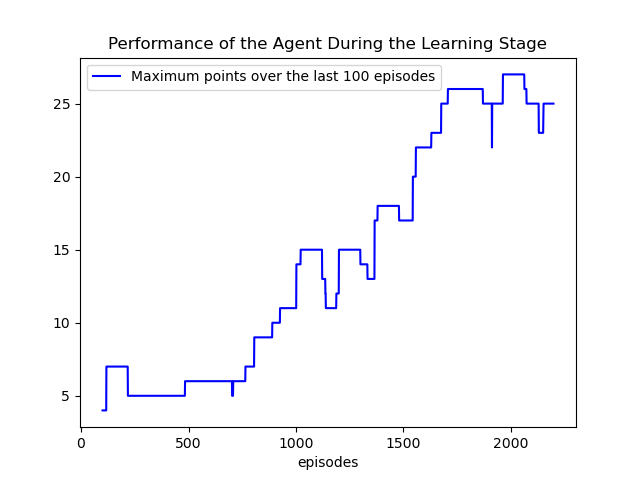 Performance of the Agent During the Learning Stage
Maximum points over the last 100 episodes
25
20
15
10
5
0 500 1000 1500 2000
episodes